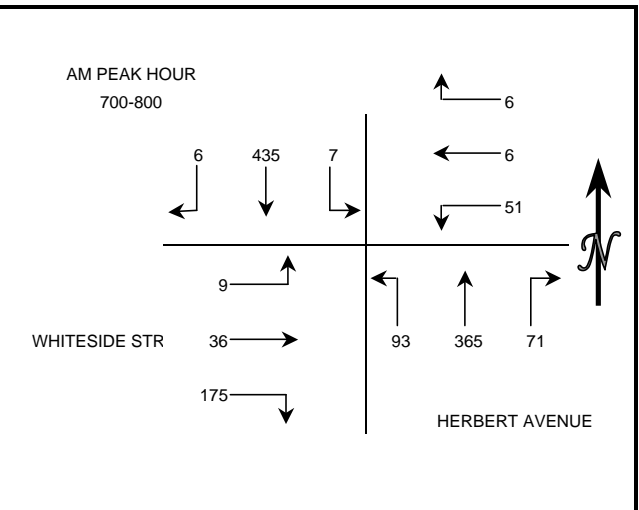 AM PEAK HOUR
700-800
6
6 435 7
6
51
9
WHITESIDE STR 36
93 365 71
175
HERBERT AVENUE
N